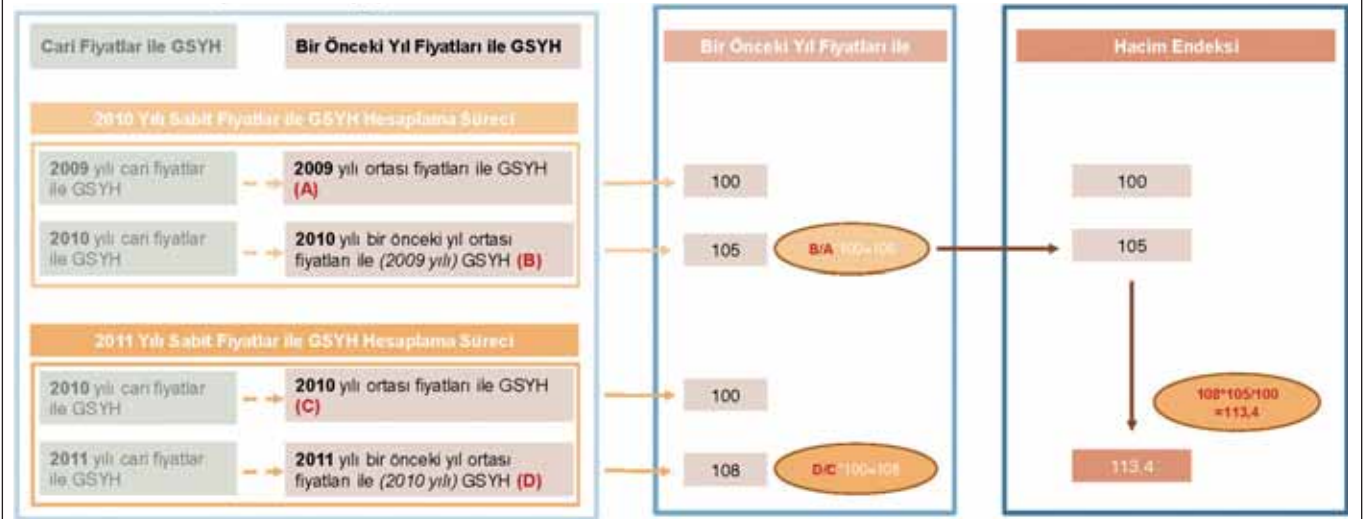 Cari Fiyatlar ile GSYH
Bir Önceki Yıl Fiyatları ile GSYH
Bir Önceki Yıl Fiyatları ile
Hacim Endeksi
2010 Yılı Sabit Fiyatlar ile GSYH Hesaplama Süreci
2009 yılı cari fiyatlar
ile GSYH
2009 yılı ortası fiyatları ile GSYH
(A)
100
100
2010 yılı cari fiyatlar
ile GSYH
2010 yılı bir önceki yıl ortası
fiyatları ile (2009 yılı) GSYH (B)
105
B/A*100=105
105
2011 Yılı Sabit Fiyatlar ile GSYH Hesaplama Süreci
2010 yılı cari fiyatlar
ile GSYH
2010 yılı ortası fiyatları ile GSYH
(C)
100
108*105/100
=113,4
2011 yılı cari fiyatlar
ile GSYH
2011 yılı bir önceki yıl ortası
fiyatları ile (2010 yılı) GSYH (D)
108
D/C*100=108
113,4